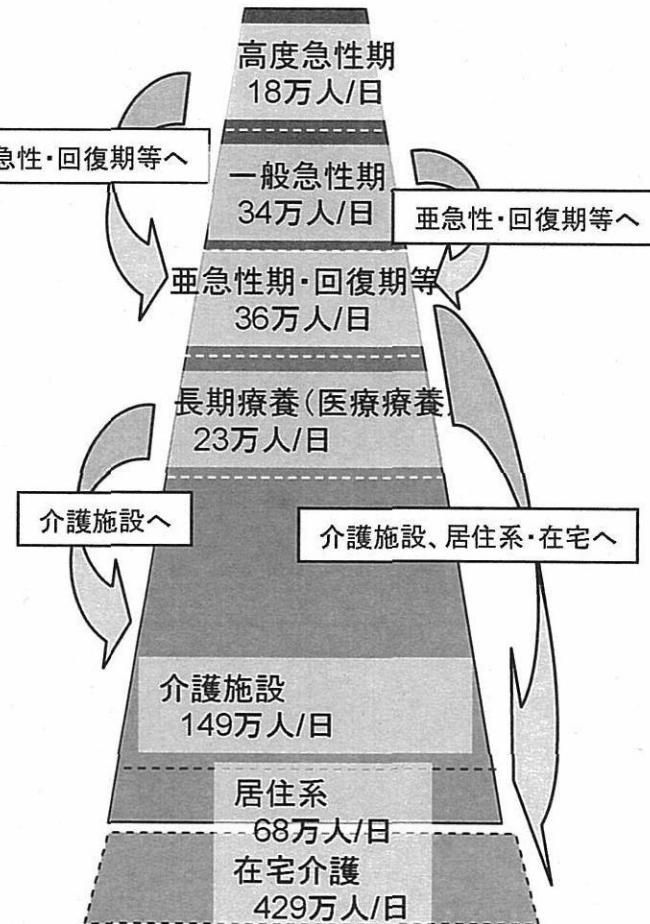 高度急性期
18万人/日
急性・回復期等へ
一般急性期
34万人/日
亜急性・回復期等へ
亜急性期・回復期等
36万人/日
長期療養(医療療養)
23万人/日
介護施設へ
介護施設、居住系・在宅へ
介護施設
149万人/日
居住系
68万人/日
在宅介護
429万人/日